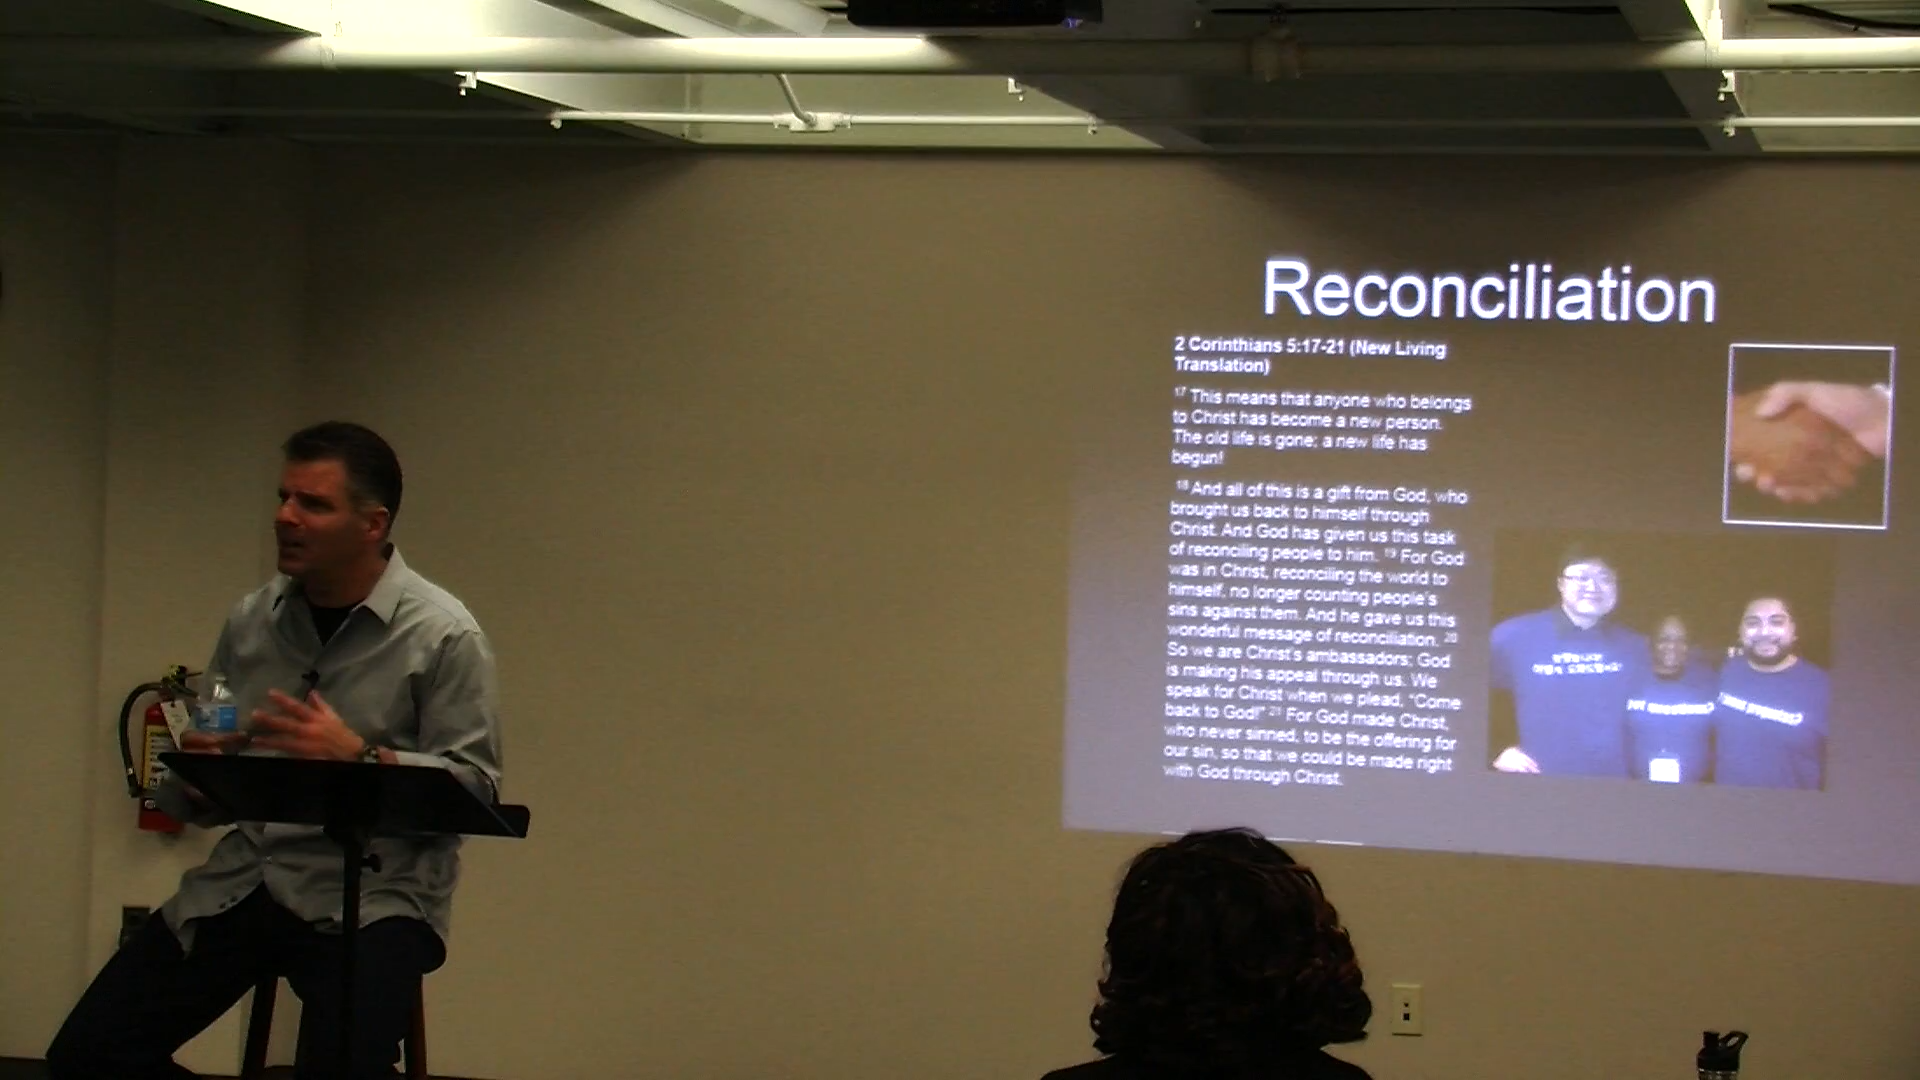 Reconciliation
2 Corinthians 5:17-21 (New Living
Translation)
17 This means that anyone who belongs
to Christ has become a new person.
The old life is gone; a new life has
begun!
18 And all of this is a gift from God, who
brought us back to himself through
Christ. And God has given us this task
of reconciling people to him. 19 For God
was in Christ, reconciling the world to
himself, no longer counting people's
sins against them. And he gave us this
wonderful message of reconciliation. 20
So we are Christ's ambassadors; God
is making his appeal through us. We
speak for Christ when we plead, "Come
back to God!" 21 For God made Christ,
who never sinned, to be the offering for
our sin, so that we could be made right
with God through Christ.